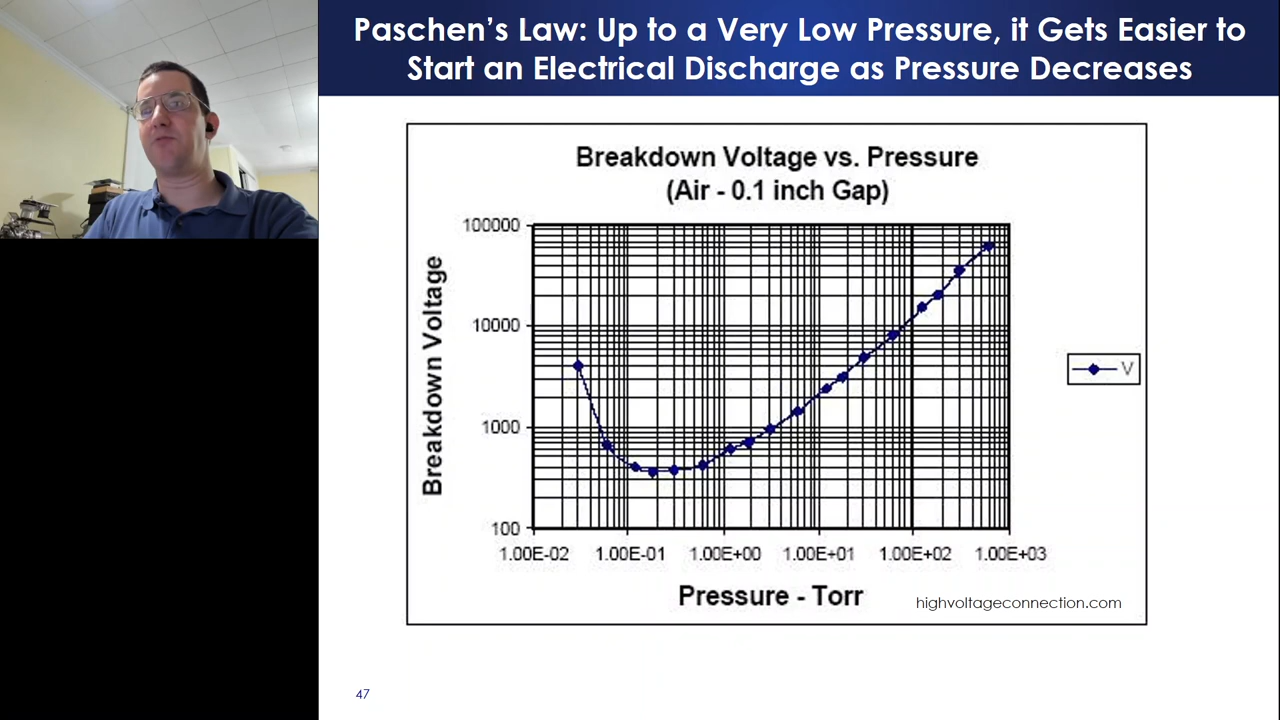 Paschen's Law: Up to a Very Low Pressure, it Gets Easier to
Start an Electrical Discharge as Pressure Decreases
Breakdown Voltage vs. Pressure
(Air - 0.1 inch Gap)
Breakdown Voltage
100000
10000
1000
100
1.00E-02 1.00E-01 1.00E+00 1.00E+01 1.00E+02 1.00E+03
Pressure - Torr
V
highvoltageconnection.com
47